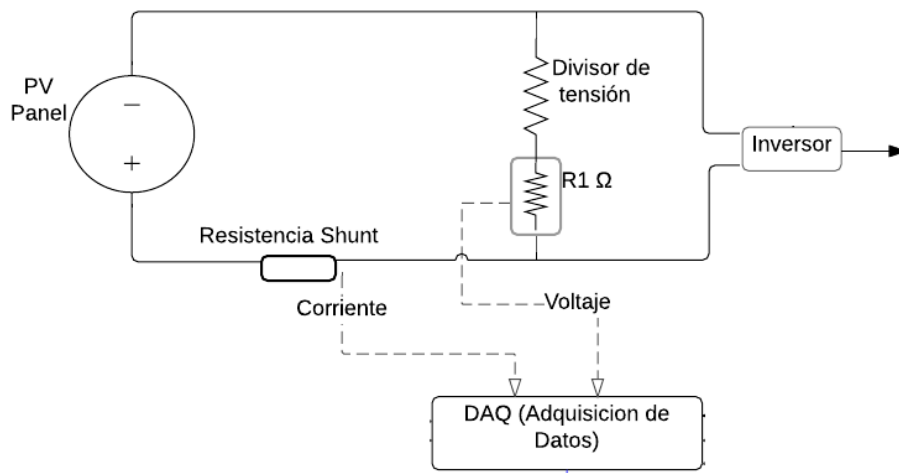 PV
Panel
−
+
Divisor de
tensión
R1 Ω
Inversor
Resistencia Shunt
Corriente
Voltaje
DAQ (Adquisicion de
Datos)